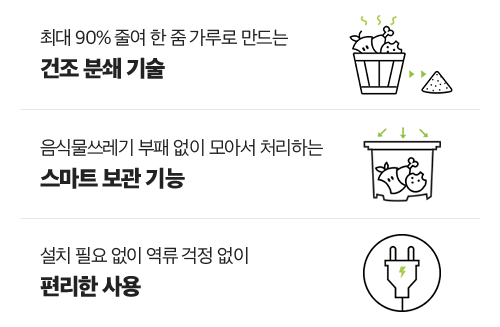 최대 90% 줄여 한 줌 가루로 만드는
건조 분쇄 기술
음식물쓰레기 부패 없이 모아서 처리하는
스마트 보관 기능
설치 필요 없이 역류 걱정 없이
편리한 사용